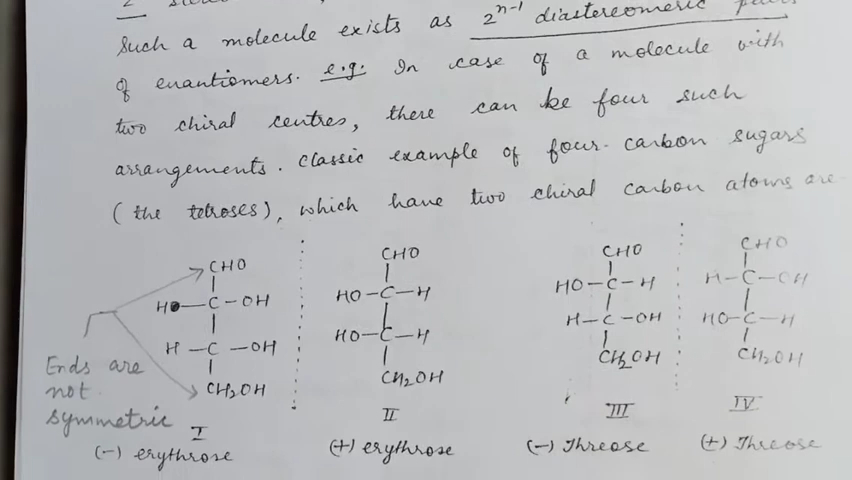 Such a molecule exists as 2ⁿ⁻¹ diastereomeric pairs
of enantiomers. e.g. In case of a molecule with
two chiral centres, there can be four such
arrangements. Classic example of four-carbon sugars
(the tetroses), which have two chiral carbon atoms are
CHO CHO CHO CHO
H—C—OH HO—C—H HO—C—H H—C—OH
H—C—OH HO—C—H H—C—OH HO—C—H
CH₂OH CH₂OH CH₂OH CH₂OH
Ends are
not
symmetric
I II III IV
(-) erythrose (+) erythrose (-) Threose (+) Threose